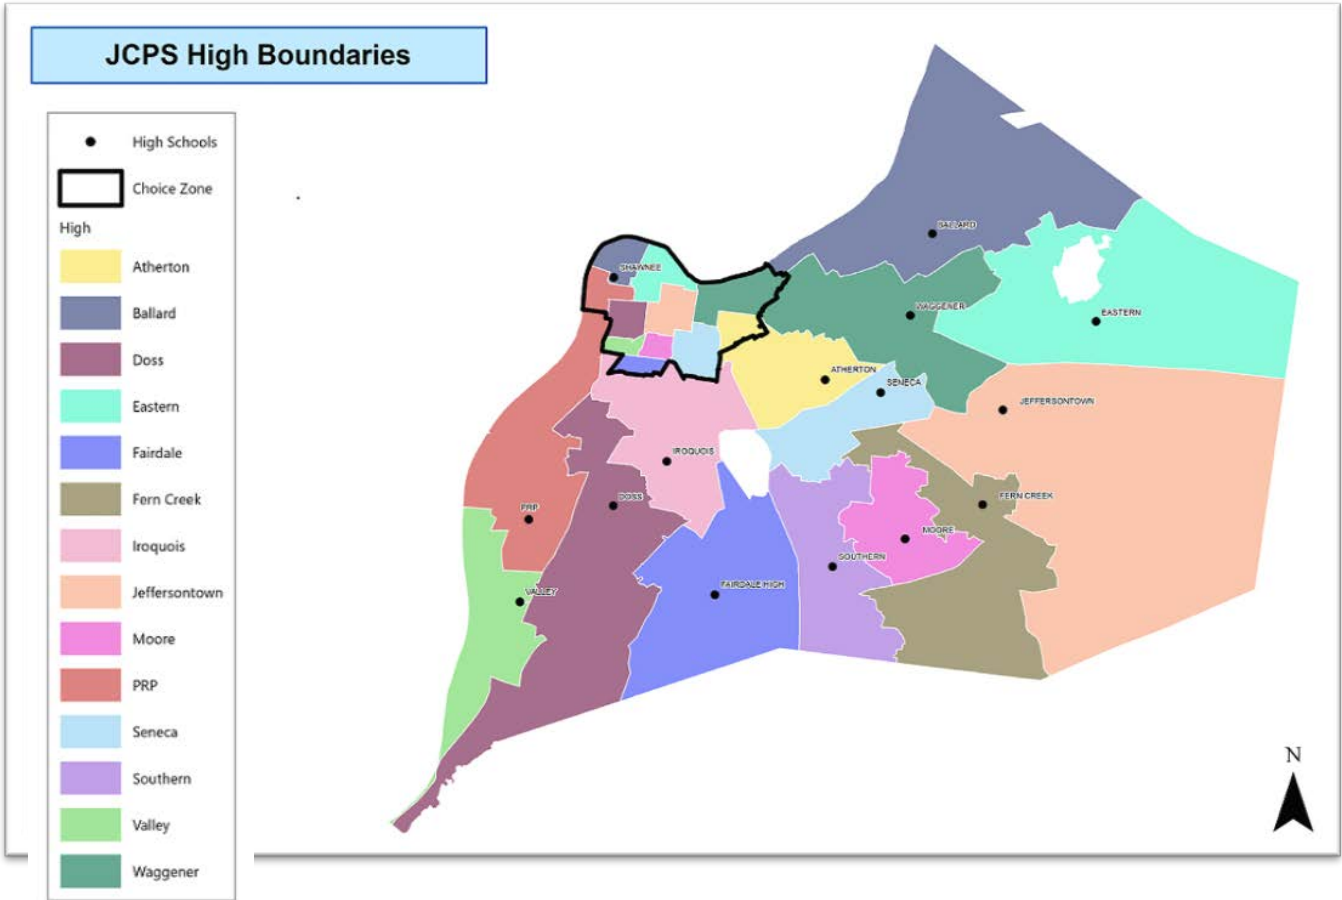 JCPS High Boundaries
High Schools
Choice Zone
High
Atherton
Ballard
Doss
Eastern
Fairdale
Fern Creek
Iroquois
Jeffersontown
Moore
PRP
Seneca
Southern
Valley
Waggener
BALLARD
SHAWNEE
WAGGENER
EASTERN
ATHERTON
SENECA
JEFFERSONTOWN
IROQUOIS
DOSS
FERN CREEK
PRP
MOORE
SOUTHERN
FAIRDALE HIGH
VALLEY
N